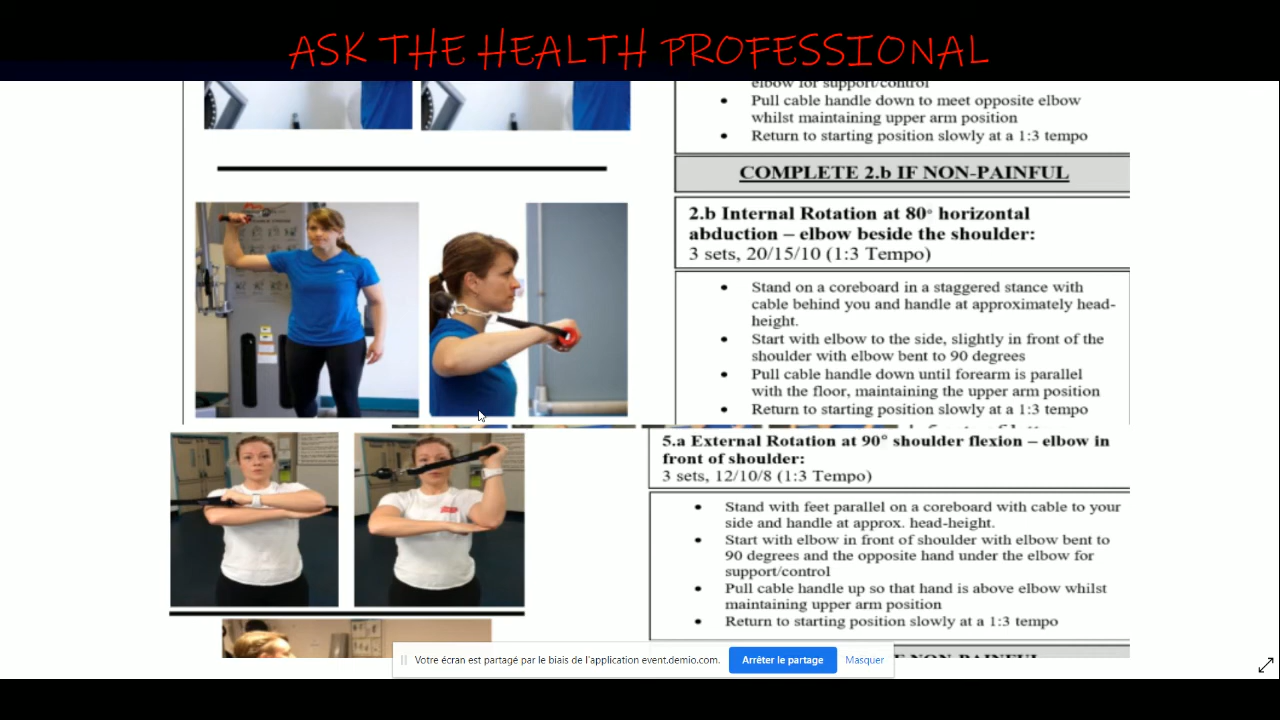 ASK THE HEALTH PROFESSIONAL
elbow for support/control
• Pull cable handle down to meet opposite elbow
whilst maintaining upper arm position
• Return to starting position slowly at a 1:3 tempo
COMPLETE 2.b IF NON-PAINFUL
2.b Internal Rotation at 80° horizontal
abduction – elbow beside the shoulder:
3 sets, 20/15/10 (1:3 Tempo)
• Stand on a coreboard in a staggered stance with
cable behind you and handle at approximately head-
height.
• Start with elbow to the side, slightly in front of the
shoulder with elbow bent to 90 degrees
• Pull cable handle down until forearm is parallel
with the floor, maintaining the upper arm position
• Return to starting position slowly at a 1:3 tempo
5.a External Rotation at 90° shoulder flexion – elbow in
front of shoulder:
3 sets, 12/10/8 (1:3 Tempo)
• Stand with feet parallel on a coreboard with cable to your
side and handle at approx. head-height.
• Start with elbow in front of shoulder with elbow bent to
90 degrees and the opposite hand under the elbow for
support/control
• Pull cable handle up so that hand is above elbow whilst
maintaining upper arm position
• Return to starting position slowly at a 1:3 tempo
NON-PAINFUL
Votre écran est partagé par le biais de l'application event.demio.com.
Arrêter le partage
Masquer